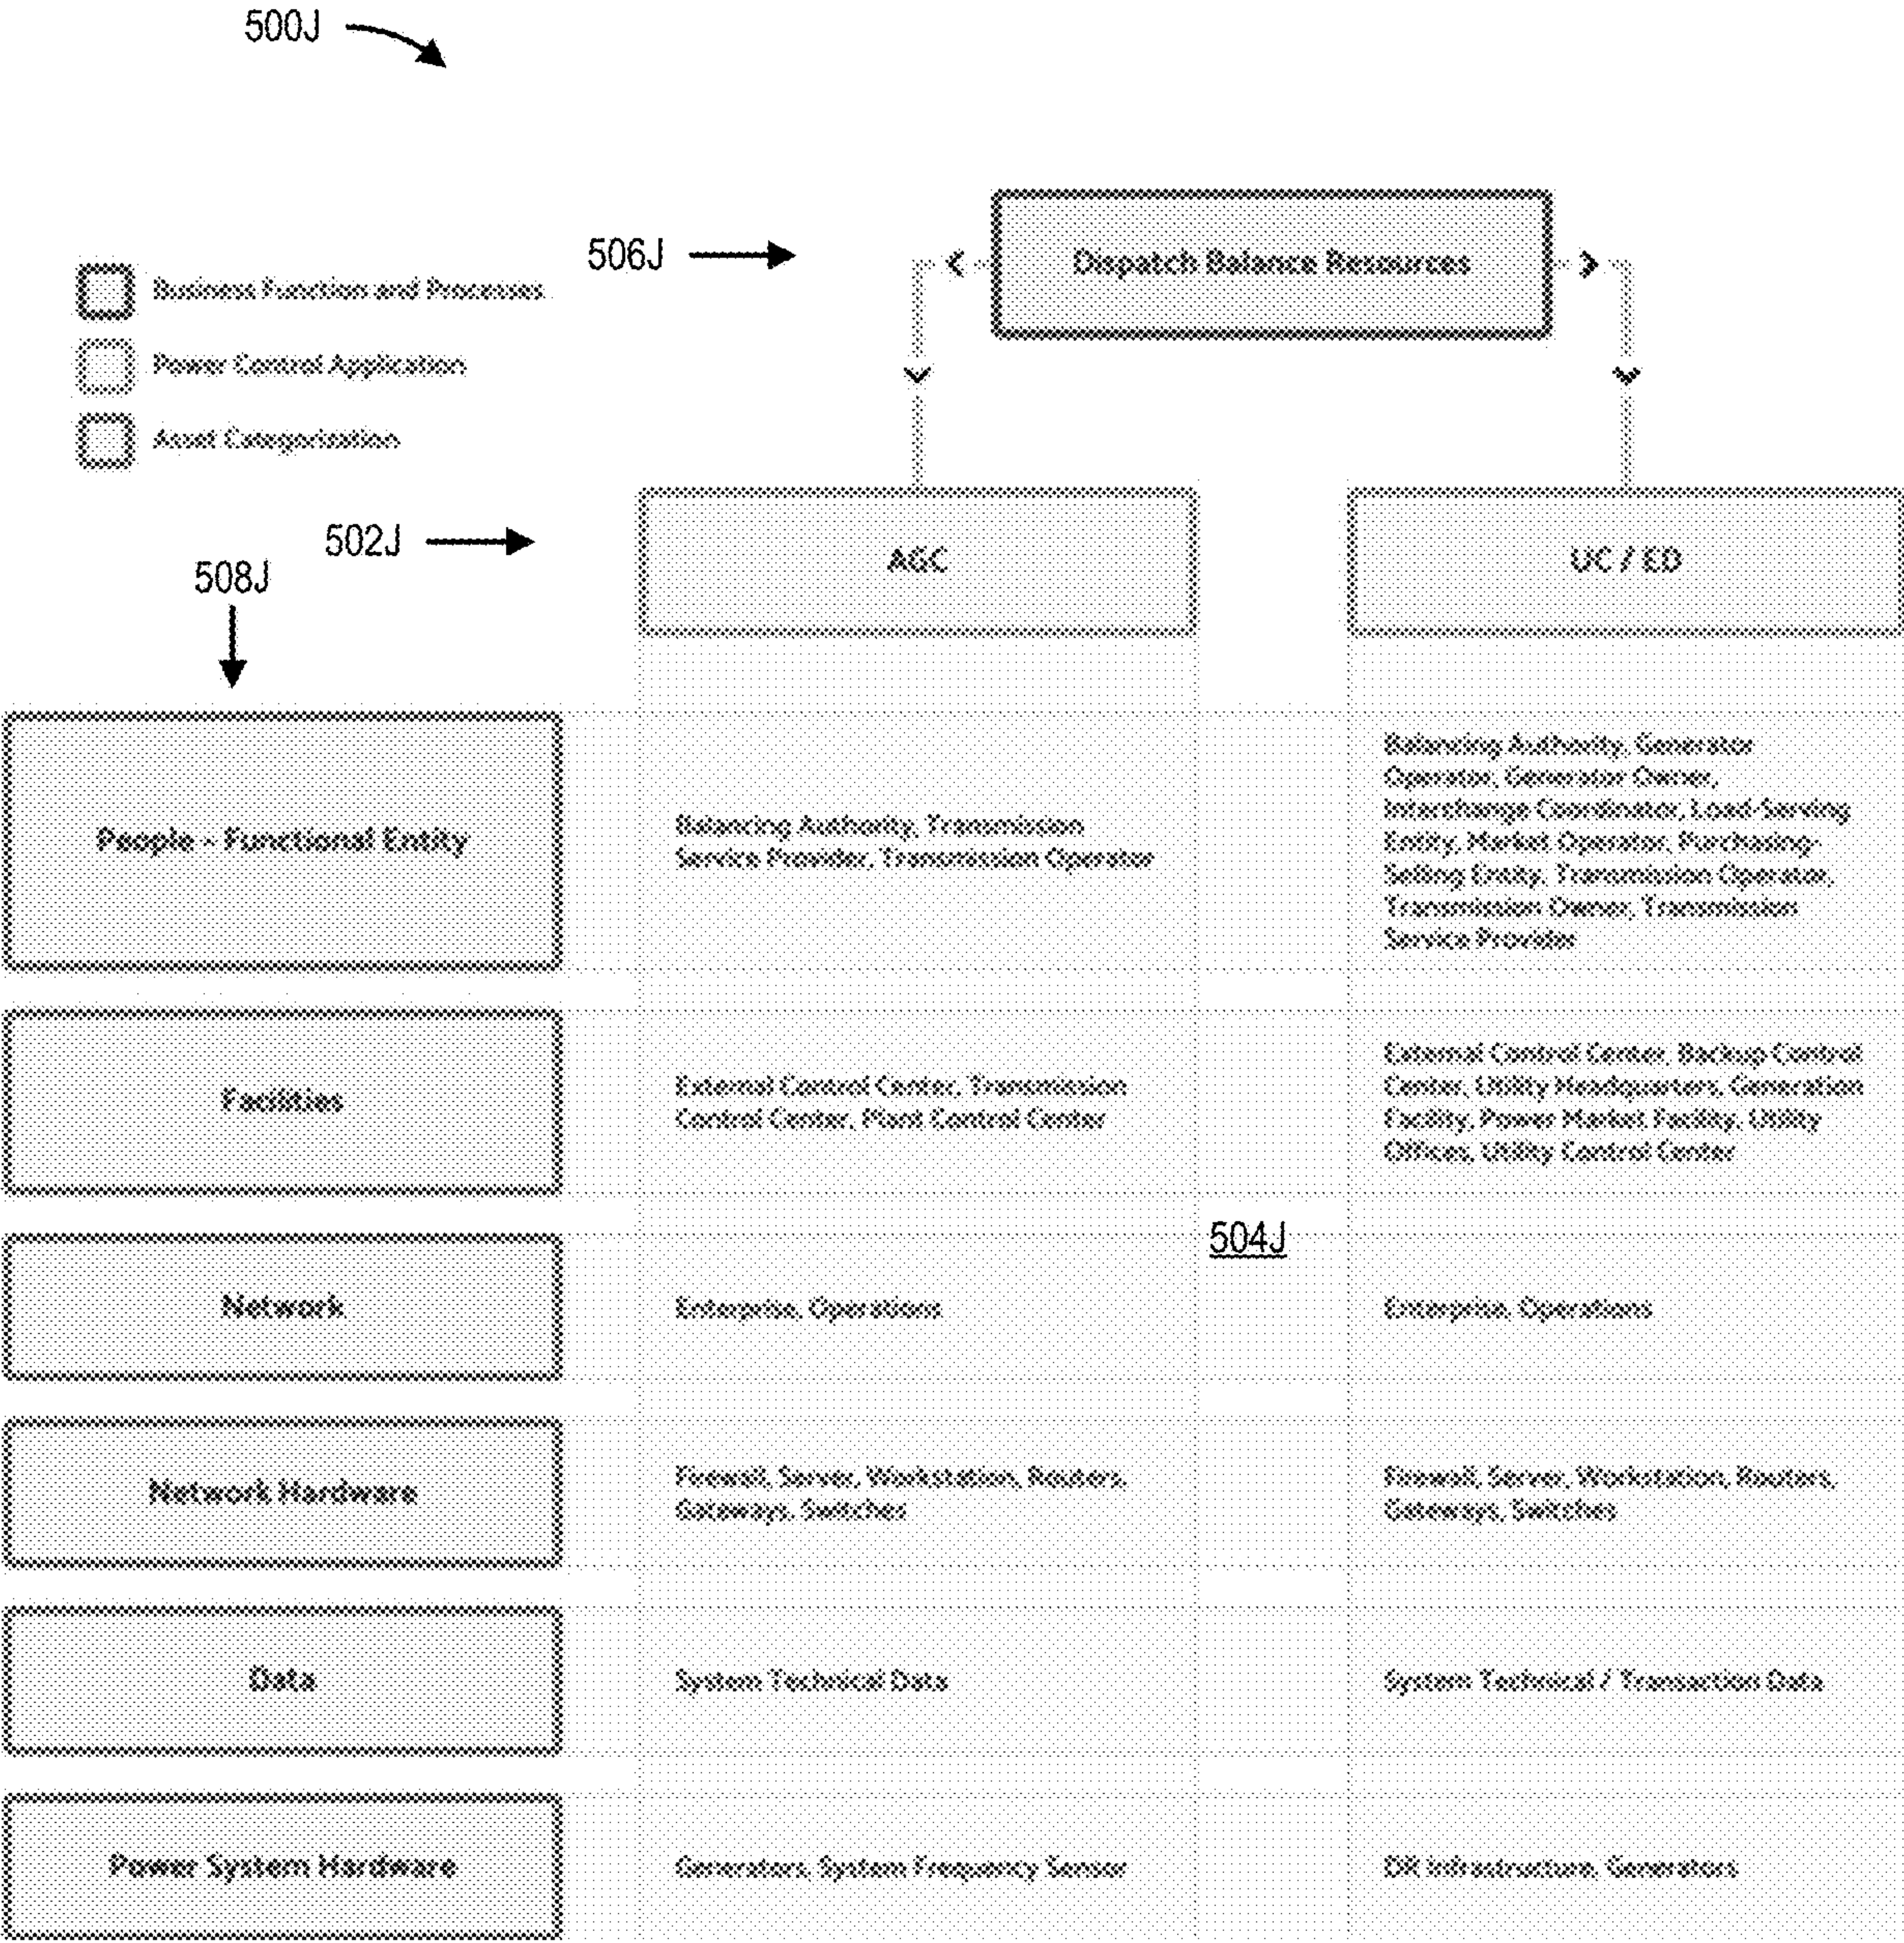 500J
506J
Dispatch Balance Resources
Business Function and Processes
Power Control Application
Asset Categorization
502J
AGC
UC / ED
508J
People - Functional Entity
Balancing Authority, Transmission
Service Provider, Transmission Operator
Balancing Authority, Generator
Operator, Generator Owner,
Interchange Coordinator, Load-Serving
Entity, Market Operator, Purchasing-
Selling Entity, Transmission Operator,
Transmission Owner, Transmission
Service Provider
Facilities
External Control Center, Transmission
Control Center, Plant Control Center
External Control Center, Backup Control
Center, Utility Headquarters, Generation
Facility, Power Market Facility, Utility
Offices, Utility Control Center
504J
Network
Enterprise, Operations
Enterprise, Operations
Network Hardware
Firewall, Server, Workstation, Routers,
Gateways, Switches
Firewall, Server, Workstation, Routers,
Gateways, Switches
Data
System Technical Data
System Technical / Transaction Data
Power System Hardware
Generators, System Frequency Sensor
DR Infrastructure, Generators